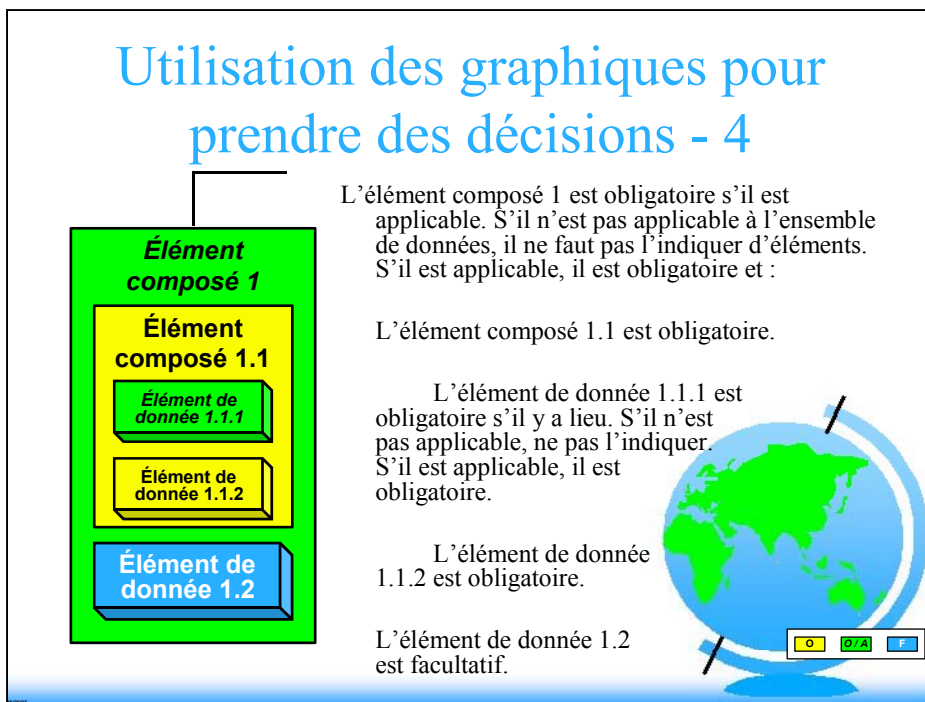 Utilisation des graphiques pour
prendre des décisions - 4
Élément
composé 1
Élément
composé 1.1
Élément de
donnée 1.1.1
Élément de
donnée 1.1.2
Élément de
donnée 1.2
L'élément composé 1 est obligatoire s'il est
applicable. S'il n'est pas applicable à l'ensemble
de données, il ne faut pas l'indiquer d'éléments.
S'il est applicable, il est obligatoire et :
L'élément composé 1.1 est obligatoire.
L'élément de donnée 1.1.1 est
obligatoire s'il y a lieu. S'il n'est
pas applicable, ne pas l'indiquer.
S'il est applicable, il est
obligatoire.
L'élément de donnée
1.1.2 est obligatoire.
L'élément de donnée 1.2
est facultatif.
O O/A F